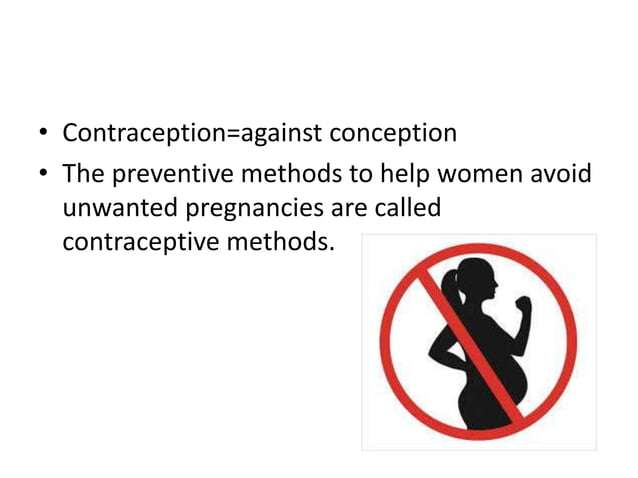 • Contraception=against conception
• The preventive methods to help women avoid
unwanted pregnancies are called
contraceptive methods.